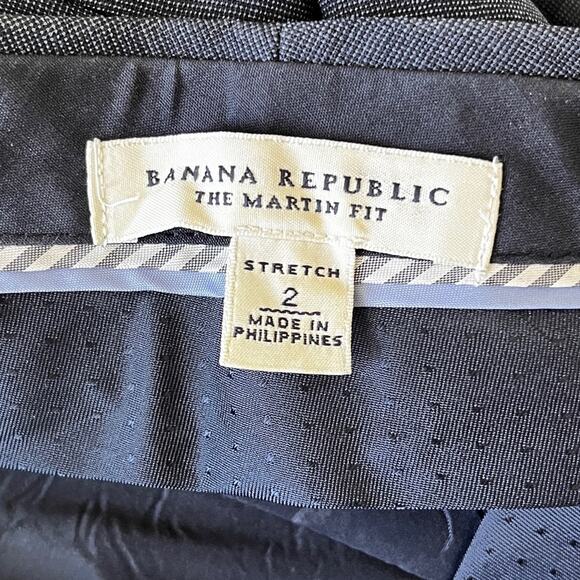 BANANA REPUBLIC
THE MARTIN FIT
STRETCH
2
MADE IN
PHILIPPINES